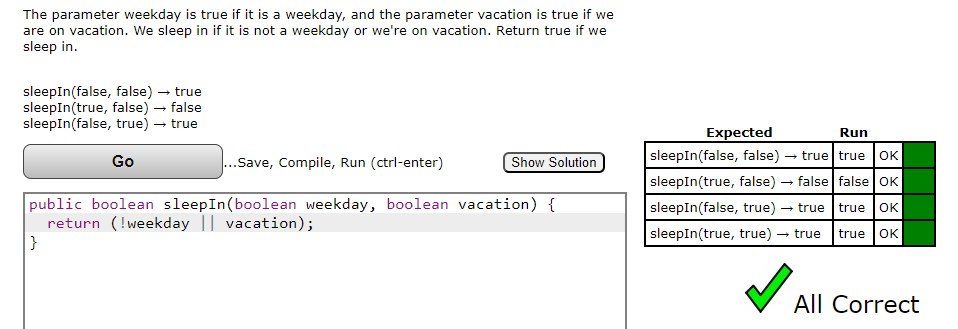 The parameter weekday is true if it is a weekday, and the parameter vacation is true if we
are on vacation. We sleep in if it is not a weekday or we're on vacation. Return true if we
sleep in.
sleepIn(false, false) → true
sleepIn(true, false) → false
sleepIn(false, true) → true
Go ...Save, Compile, Run (ctrl-enter) Show Solution
public boolean sleepIn(boolean weekday, boolean vacation) {
  return (!weekday || vacation);
}
Expected Run
sleepIn(false, false) → true true OK
sleepIn(true, false) → false false OK
sleepIn(false, true) → true true OK
sleepIn(true, true) → true true OK
All Correct